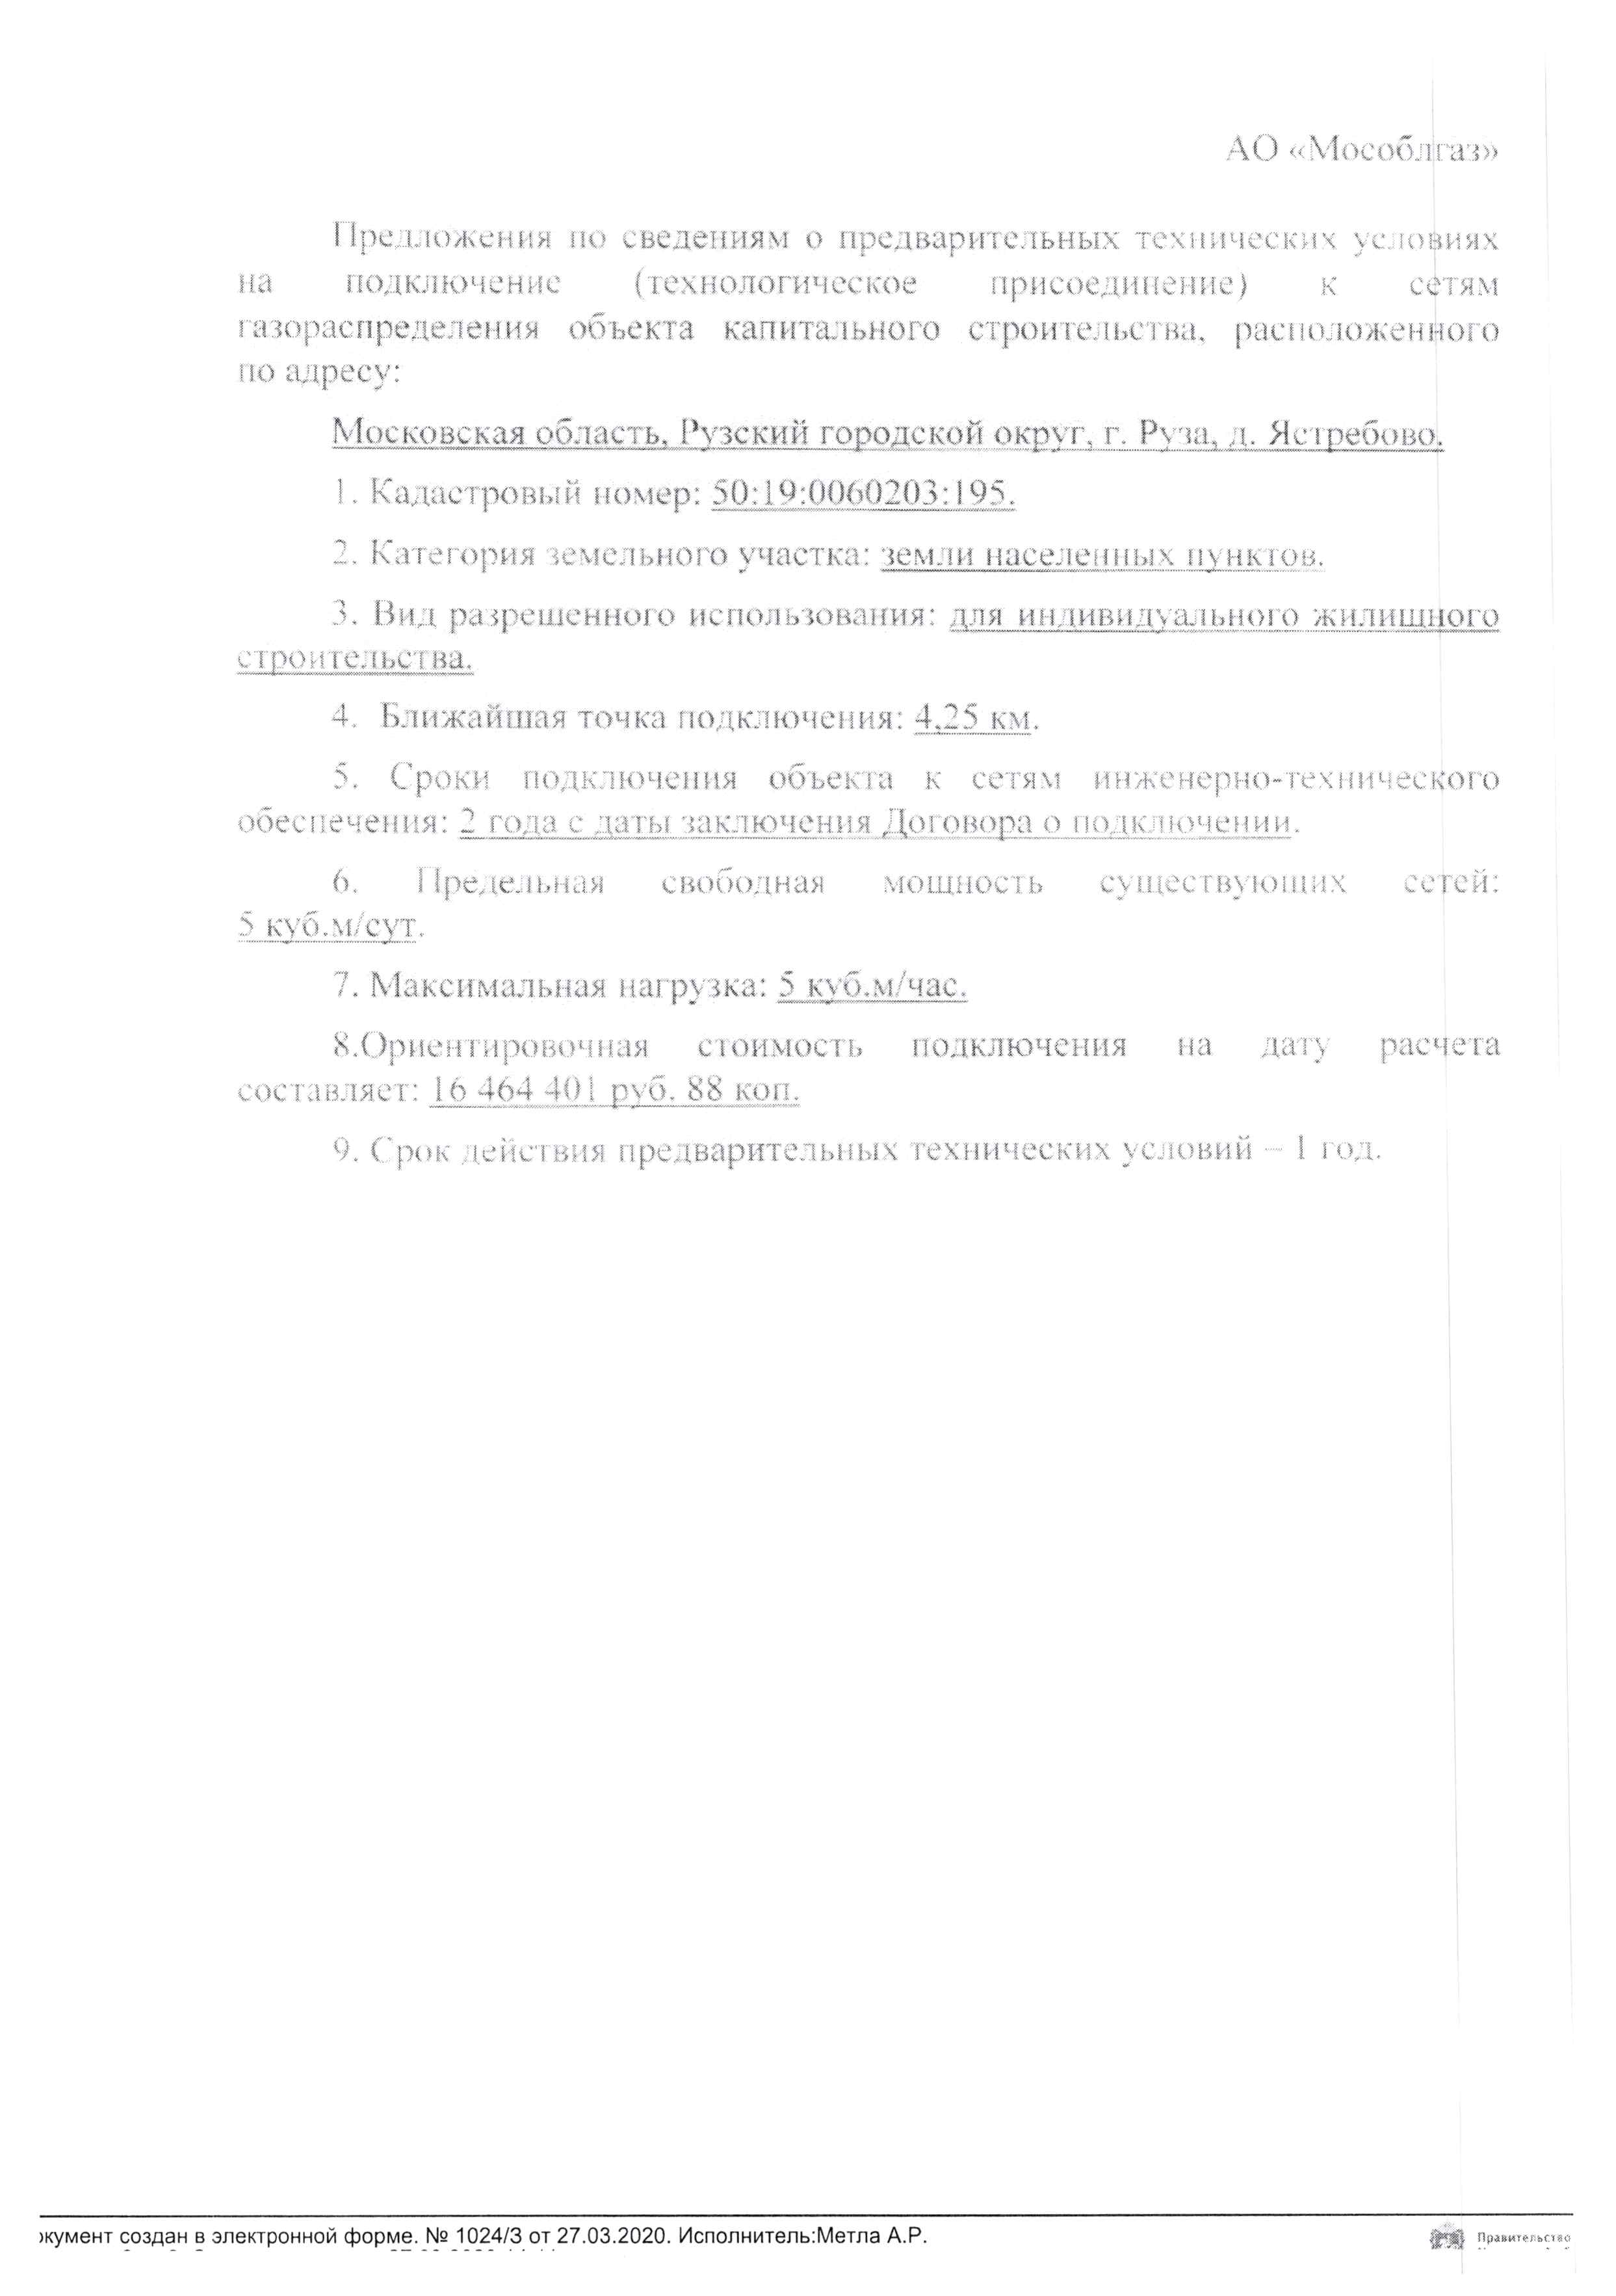 АО «Мособлгаз»
Предложения по сведениям о предварительных технических условиях
на подключение (технологическое присоединение) к сетям
газораспределения объекта капитального строительства, расположенного
по адресу:
Московская область, Рузский городской округ, г. Руза, д. Ястребово.
1. Кадастровый номер: 50:19:0060203:195.
2. Категория земельного участка: земли населенных пунктов.
3. Вид разрешенного использования: для индивидуального жилищного
строительства.
4. Ближайшая точка подключения: 4,25 км.
5. Сроки подключения объекта к сетям инженерно-технического
обеспечения: 2 года с даты заключения Договора о подключении.
6. Предельная свободная мощность существующих сетей:
5 куб.м/сут.
7. Максимальная нагрузка: 5 куб.м/час.
8.Ориентировочная стоимость подключения на дату расчета
составляет: 16 464 401 руб. 88 коп.
9. Срок действия предварительных технических условий – 1 год.
окумент создан в электронной форме. № 1024/3 от 27.03.2020. Исполнитель:Метла А.Р.
Правительство